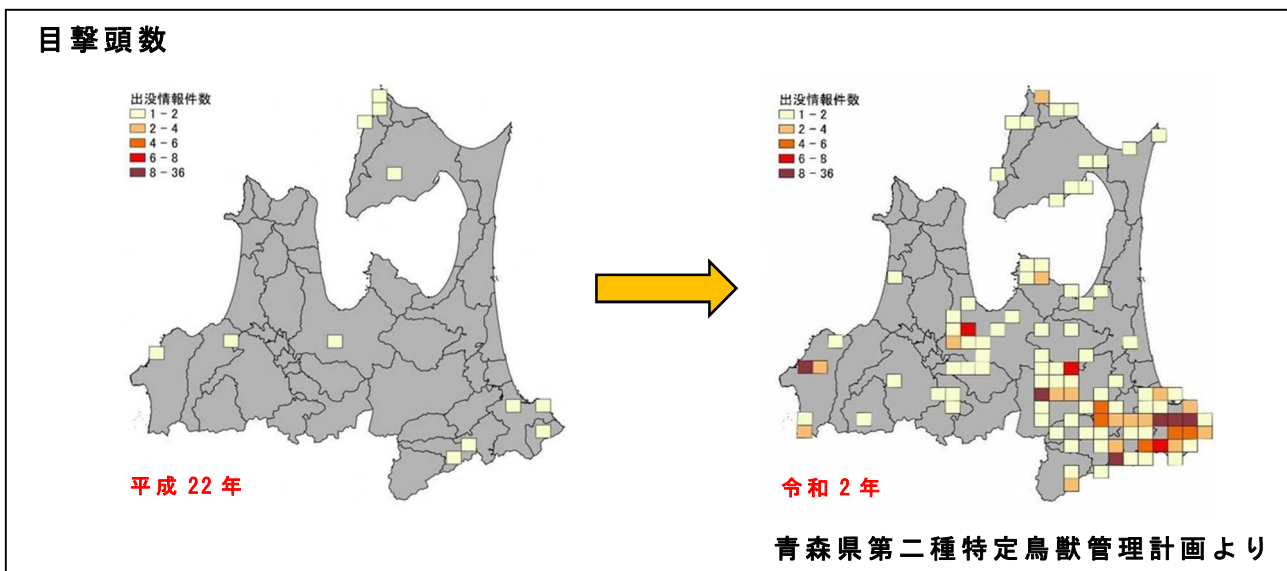 目撃頭数
出没情報件数
1 - 2
2 - 4
4 - 6
6 - 8
8 - 36
平成 22 年
出没情報件数
1 - 2
2 - 4
4 - 6
6 - 8
8 - 36
令和 2 年
青森県第二種特定鳥獣管理計画より